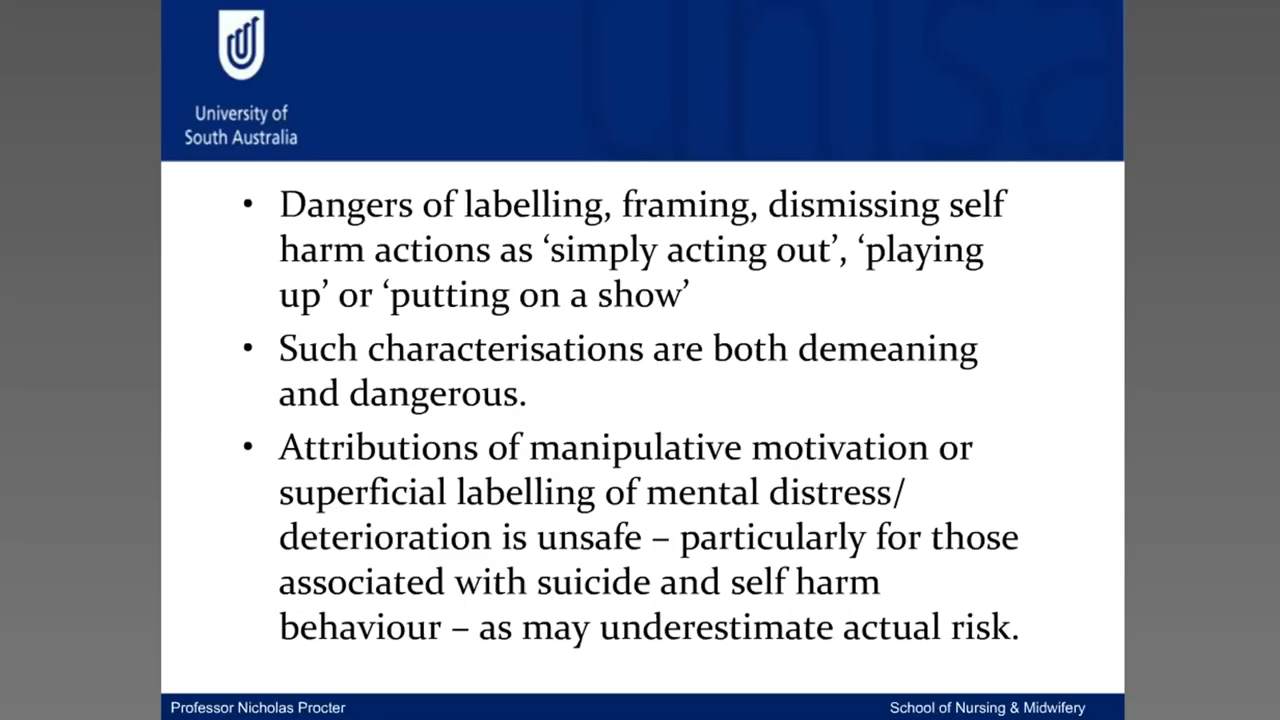 University of
South Australia
• Dangers of labelling, framing, dismissing self
harm actions as ‘simply acting out’, ‘playing
up’ or ‘putting on a show’
• Such characterisations are both demeaning
and dangerous.
• Attributions of manipulative motivation or
superficial labelling of mental distress/
deterioration is unsafe – particularly for those
associated with suicide and self harm
behaviour – as may underestimate actual risk.
Professor Nicholas Procter
School of Nursing & Midwifery
unisa